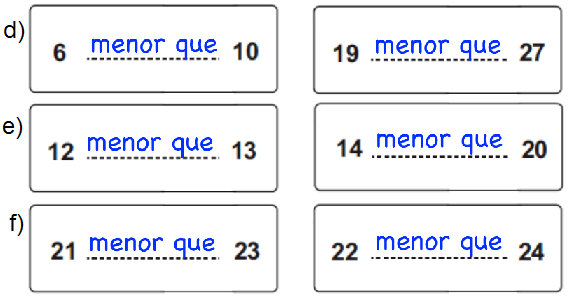 d) 6 menor que 10 19 menor que 27
e) 12 menor que 13 14 menor que 20
f) 21 menor que 23 22 menor que 24